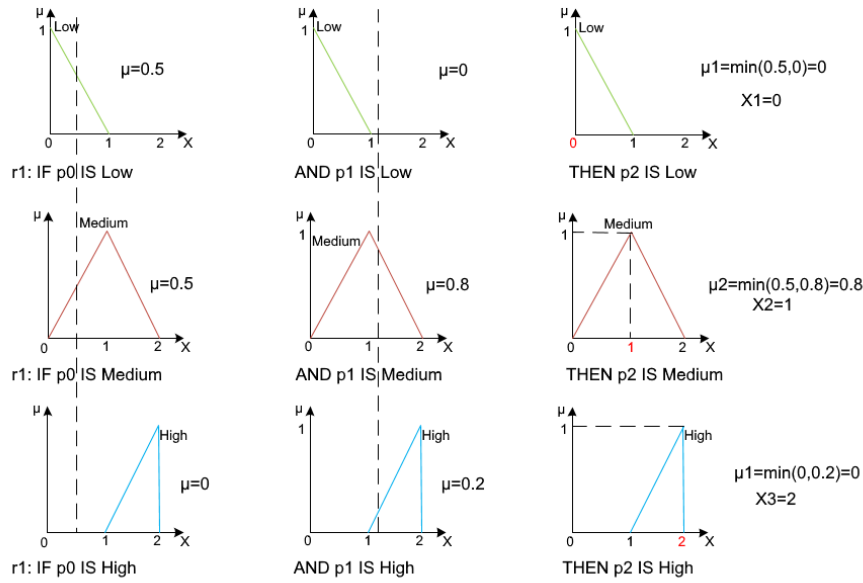 μ
Low
1
μ=0.5
0
1
2
X
r1: IF p0 IS Low
μ
Low
1
μ=0
0
1
2
X
AND p1 IS Low
μ
Low
1
μ1=min(0.5,0)=0
X1=0
0
1
2
X
THEN p2 IS Low
μ
Medium
μ=0.5
0
1
2
X
r1: IF p0 IS Medium
μ
1
Medium
μ=0.8
0
1
2
X
AND p1 IS Medium
μ
Medium
1
μ2=min(0.5,0.8)=0.8
X2=1
0
1
2
X
THEN p2 IS Medium
μ
1
High
μ=0
0
1
2
X
r1: IF p0 IS High
μ
1
High
μ=0.2
0
1
2
X
AND p1 IS High
μ
1
High
μ1=min(0,0.2)=0
X3=2
0
1
2
X
THEN p2 IS High